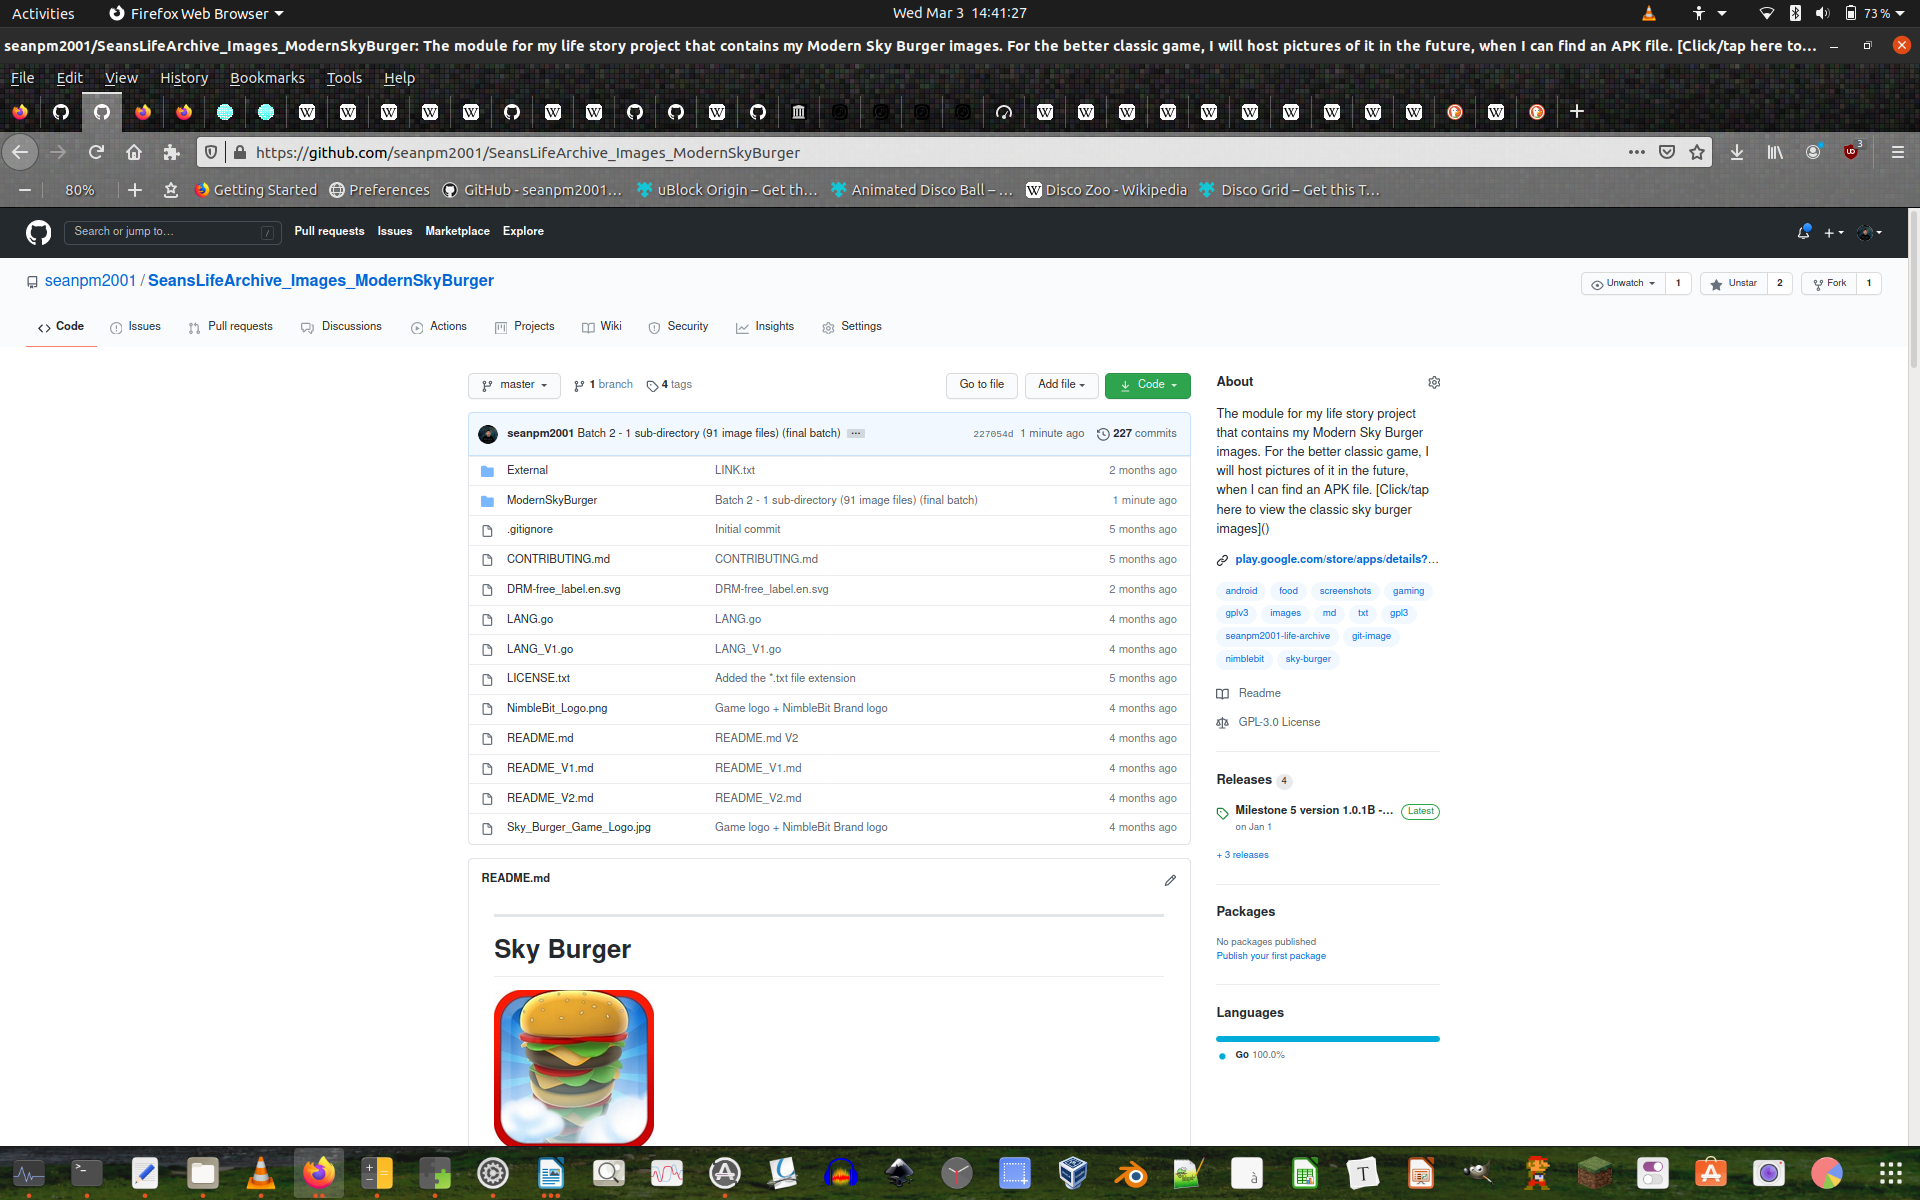 Activities
Firefox Web Browser
Wed Mar 3 14:41:27
73 %
seanpm2001/SeansLifeArchive_Images_ModernSkyBurger: The module for my life story project that contains my Modern Sky Burger images. For the better classic game, I will host pictures of it in the future, when I can find an APK file. [Click/tap here to...
File Edit View History Bookmarks Tools Help
https://github.com/seanpm2001/SeansLifeArchive_Images_ModernSkyBurger
3
80%
Getting Started
Preferences
GitHub - seanpm2001...
uBlock Origin – Get th...
Animated Disco Ball – ...
Disco Zoo - Wikipedia
Disco Grid – Get this T...
Search or jump to...
/
Pull requests Issues Marketplace Explore
seanpm2001 / SeansLifeArchive_Images_ModernSkyBurger
Unwatch 1
Unstar 2
Fork 1
Code Issues Pull requests Discussions Actions Projects Wiki Security Insights Settings
master
1 branch
4 tags
Go to file
Add file
Code
seanpm2001 Batch 2 - 1 sub-directory (91 image files) (final batch) ...
227054d 1 minute ago
227 commits
External LINK.txt 2 months ago
ModernSkyBurger Batch 2 - 1 sub-directory (91 image files) (final batch) 1 minute ago
.gitignore Initial commit 5 months ago
CONTRIBUTING.md CONTRIBUTING.md 5 months ago
DRM-free_label.en.svg DRM-free_label.en.svg 2 months ago
LANG.go LANG.go 4 months ago
LANG_V1.go LANG_V1.go 4 months ago
LICENSE.txt Added the *.txt file extension 5 months ago
NimbleBit_Logo.png Game logo + NimbleBit Brand logo 4 months ago
README.md README.md V2 4 months ago
README_V1.md README_V1.md 4 months ago
README_V2.md README_V2.md 4 months ago
Sky_Burger_Game_Logo.jpg Game logo + NimbleBit Brand logo 4 months ago
README.md
Sky Burger
About
The module for my life story project
that contains my Modern Sky Burger
images. For the better classic game, I
will host pictures of it in the future,
when I can find an APK file. [Click/tap
here to view the classic sky burger
images]()
play.google.com/store/apps/details?...
android food screenshots gaming
gplv3 images md txt gpl3
seanpm2001-life-archive git-image
nimblebit sky-burger
Readme
GPL-3.0 License
Releases 4
Milestone 5 version 1.0.1B -... Latest
on Jan 1
+ 3 releases
Packages
No packages published
Publish your first package
Languages
Go 100.0%